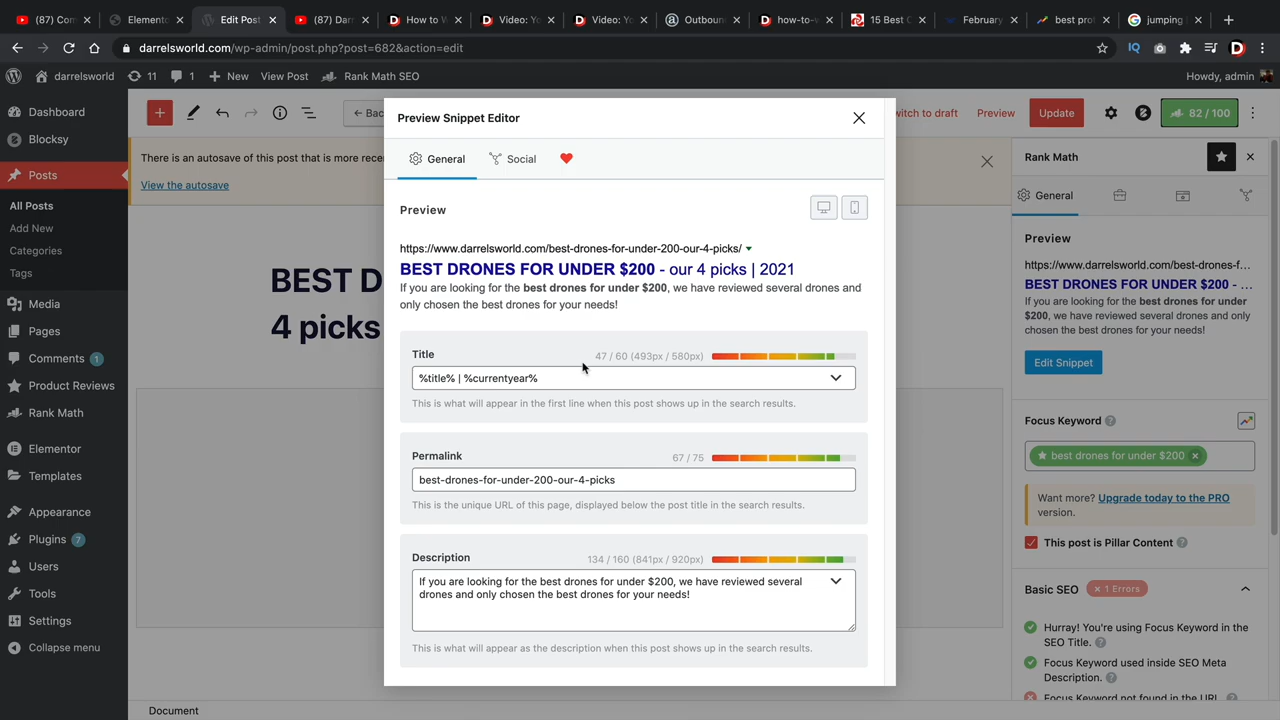 (82) Y
Elemento
Edit Post
(87) Darr
How to W
Video: Yo
Video: Yo
Outbound
how-to-w
15 Best C
February
best prof
jumping
darrelsworld.com/wp-admin/post.php?post=682&action=edit
darrelsworld
11
1
New
View Post
Rank Math SEO
Howdy, admin
Dashboard
Blocksy
Posts
All Posts
Add New
Categories
Tags
Media
Pages
Comments 1
Product Reviews
Rank Math
Elementor
Templates
Appearance
Plugins 7
Users
Tools
Settings
Collapse menu
← Bac
witch to draft
Preview
Update
82 / 100
There is an autosave of this post that is more rece
View the autosave
BEST D
4 picks
Document
Preview Snippet Editor
General
Social
Preview
https://www.darrelsworld.com/best-drones-for-under-200-our-4-picks/
BEST DRONES FOR UNDER $200 - our 4 picks | 2021
If you are looking for the best drones for under $200, we have reviewed several drones and
only chosen the best drones for your needs!
Title
47 / 60 (493px / 580px)
%title% | %currentyear%
This is what will appear in the first line when this post shows up in the search results.
Permalink
67 / 75
best-drones-for-under-200-our-4-picks
This is the unique URL of this page, displayed below the post title in the search results.
Description
134 / 160 (841px / 920px)
If you are looking for the best drones for under $200, we have reviewed several
drones and only chosen the best drones for your needs!
This is what will appear as the description when this post shows up in the search results.
Rank Math
General
Preview
https://www.darrelsworld.com/best-drones-f...
BEST DRONES FOR UNDER $200 - ...
If you are looking for the best drones for under
$200, we have reviewed several drones and only
chosen the best drones for your needs!
Edit Snippet
Focus Keyword
best drones for under $200
Want more? Upgrade today to the PRO
version.
This post is Pillar Content
Basic SEO
× 1 Errors
Hurray! You're using Focus Keyword in the
SEO Title.
Focus Keyword used inside SEO Meta
Description.
Focus Keyword not found in the URL.